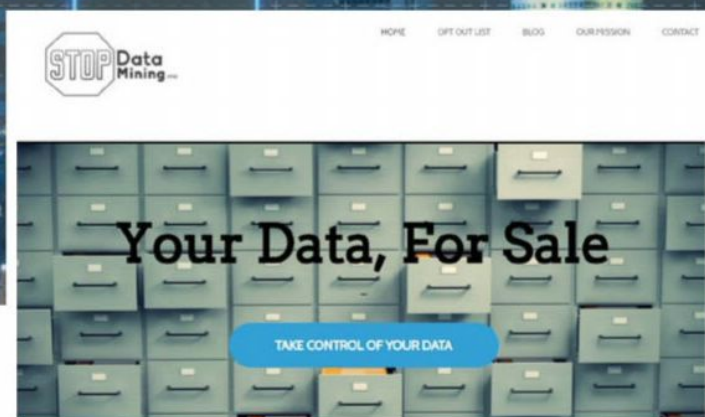 HOME OPT OUT LIST BLOG OUR MISSION CONTACT
STOP Data
Mining
Your Data, For Sale
TAKE CONTROL OF YOUR DATA